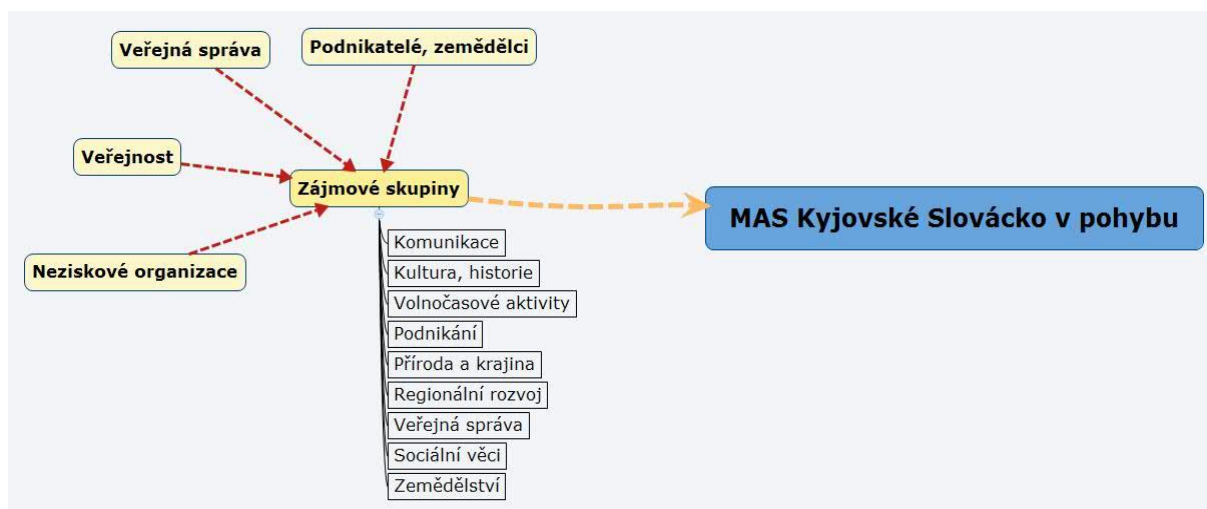 Veřejná správa
Podnikatelé, zemědělci
Veřejnost
Zájmové skupiny
MAS Kyjovské Slovácko v pohybu
Neziskové organizace
Komunikace
Kultura, historie
Volnočasové aktivity
Podnikání
Příroda a krajina
Regionální rozvoj
Veřejná správa
Sociální věci
Zemědělství